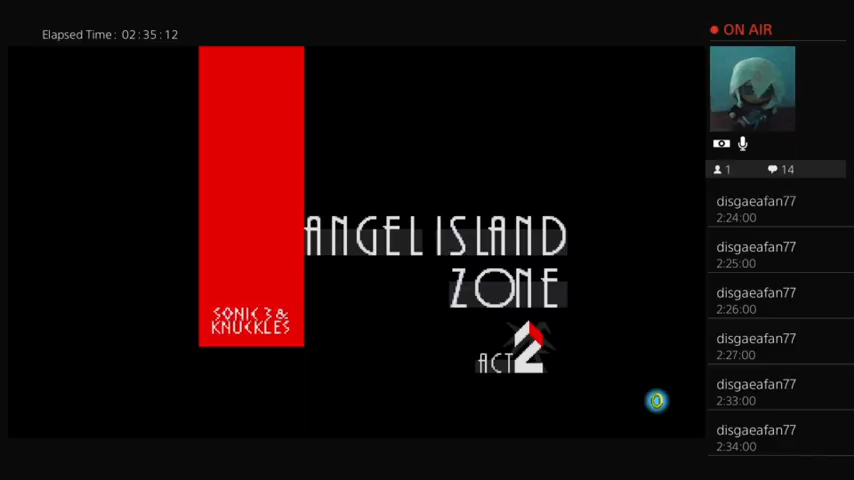 Elapsed Time: 02:35:12
ON AIR
1
14
SONIC 3 &
KNUCKLES
ANGEL ISLAND
ZONE
ACT 2
disgaeafan77
2:24:00
disgaeafan77
2:25:00
disgaeafan77
2:26:00
disgaeafan77
2:27:00
disgaeafan77
2:33:00
disgaeafan77
2:34:00